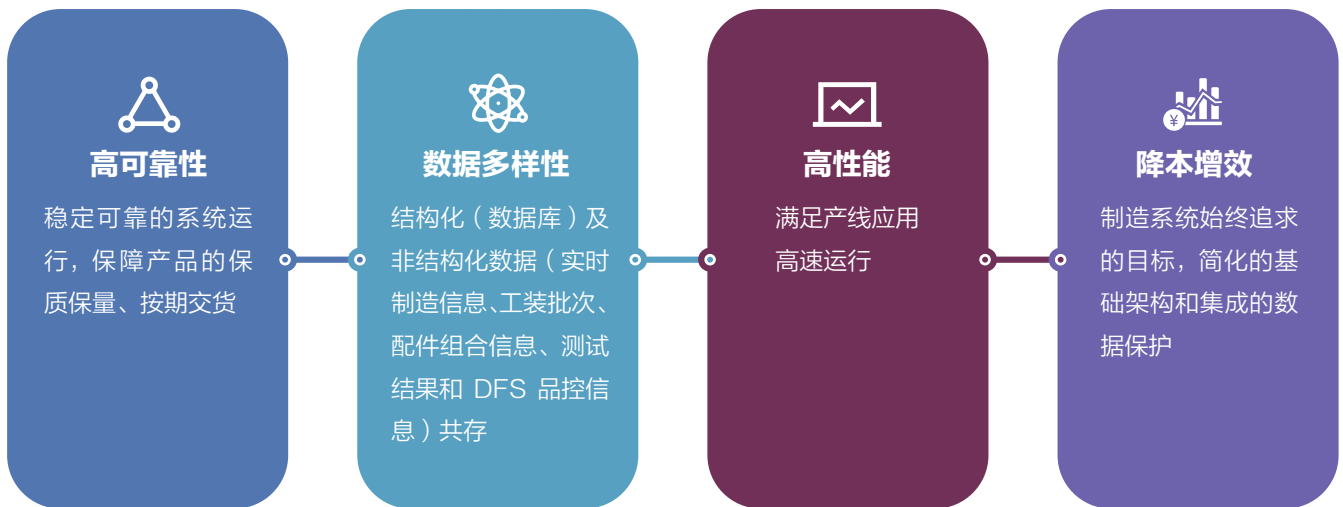 高可靠性
稳定可靠的系统运
行，保障产品的保
质保量、按期交货
数据多样性
结构化（数据库）及
非结构化数据（实时
制造信息、工装批次、
配件组合信息、测试
结果和 DFS 品控信
息）共存
高性能
满足产线应用
高速运行
¥
降本增效
制造系统始终追求
的目标，简化的基
础架构和集成的数
据保护